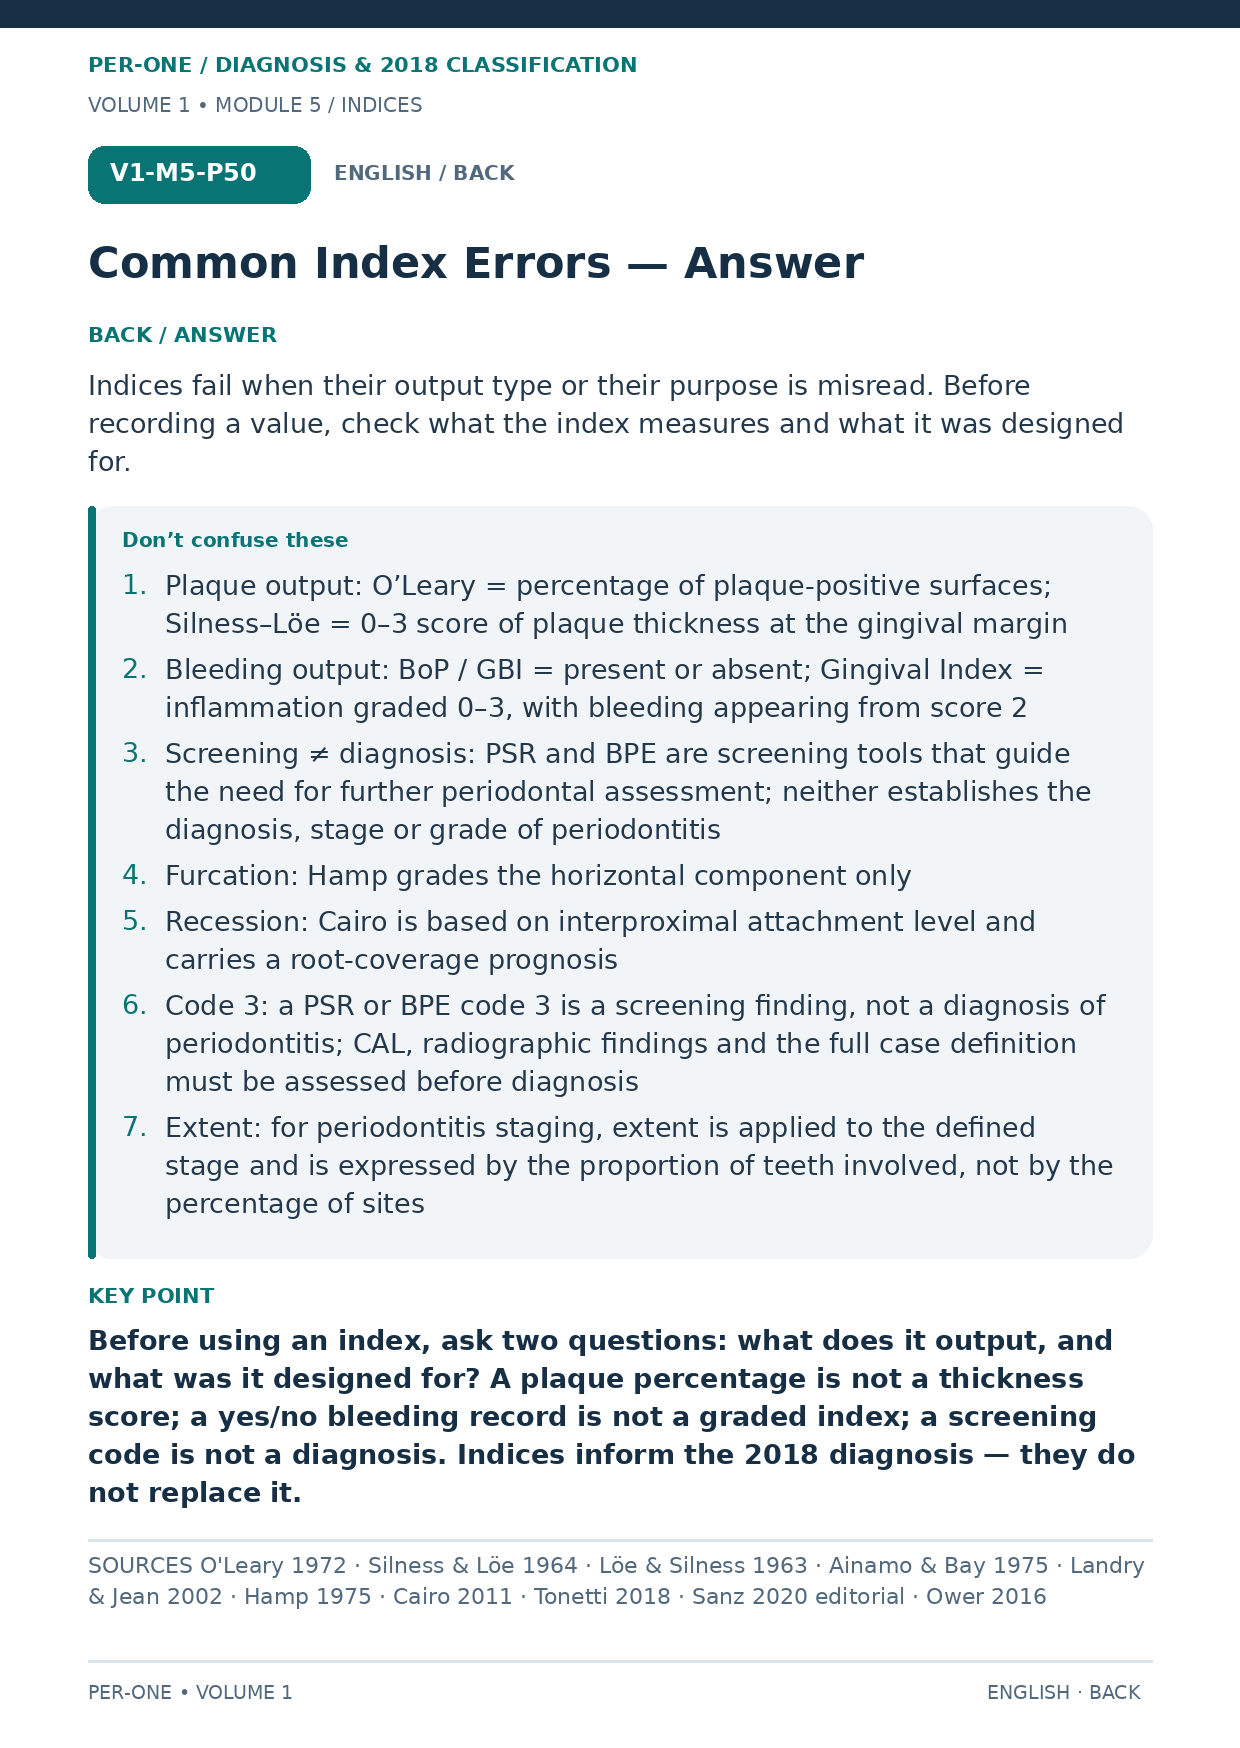 PER-ONE / DIAGNOSIS & 2018 CLASSIFICATION
VOLUME 1 • MODULE 5 / INDICES
V1-M5-P50
ENGLISH / BACK
Common Index Errors — Answer
BACK / ANSWER
Indices fail when their output type or their purpose is misread. Before
recording a value, check what the index measures and what it was designed
for.
Don’t confuse these
1. Plaque output: O’Leary = percentage of plaque-positive surfaces;
Silness–Löe = 0–3 score of plaque thickness at the gingival margin
2. Bleeding output: BoP / GBI = present or absent; Gingival Index =
inflammation graded 0–3, with bleeding appearing from score 2
3. Screening ≠ diagnosis: PSR and BPE are screening tools that guide
the need for further periodontal assessment; neither establishes the
diagnosis, stage or grade of periodontitis
4. Furcation: Hamp grades the horizontal component only
5. Recession: Cairo is based on interproximal attachment level and
carries a root-coverage prognosis
6. Code 3: a PSR or BPE code 3 is a screening finding, not a diagnosis of
periodontitis; CAL, radiographic findings and the full case definition
must be assessed before diagnosis
7. Extent: for periodontitis staging, extent is applied to the defined
stage and is expressed by the proportion of teeth involved, not by the
percentage of sites
KEY POINT
Before using an index, ask two questions: what does it output, and
what was it designed for? A plaque percentage is not a thickness
score; a yes/no bleeding record is not a graded index; a screening
code is not a diagnosis. Indices inform the 2018 diagnosis — they do
not replace it.
SOURCES O'Leary 1972 · Silness & Löe 1964 · Löe & Silness 1963 · Ainamo & Bay 1975 · Landry
& Jean 2002 · Hamp 1975 · Cairo 2011 · Tonetti 2018 · Sanz 2020 editorial · Ower 2016
PER-ONE • VOLUME 1
ENGLISH · BACK